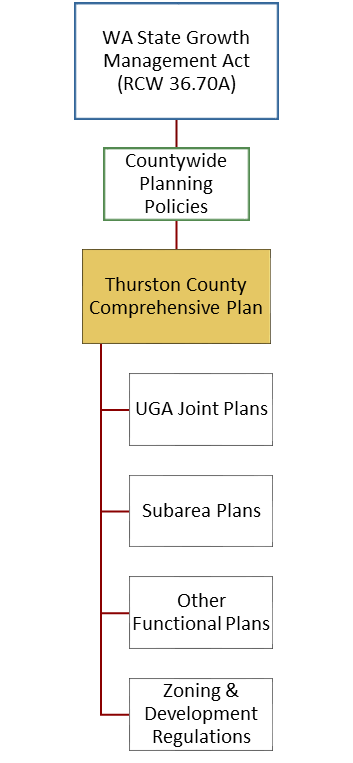 WA State Growth
Management Act
(RCW 36.70A)
Countywide
Planning
Policies
Thurston County
Comprehensive Plan
UGA Joint Plans
Subarea Plans
Other
Functional Plans
Zoning &
Development
Regulations